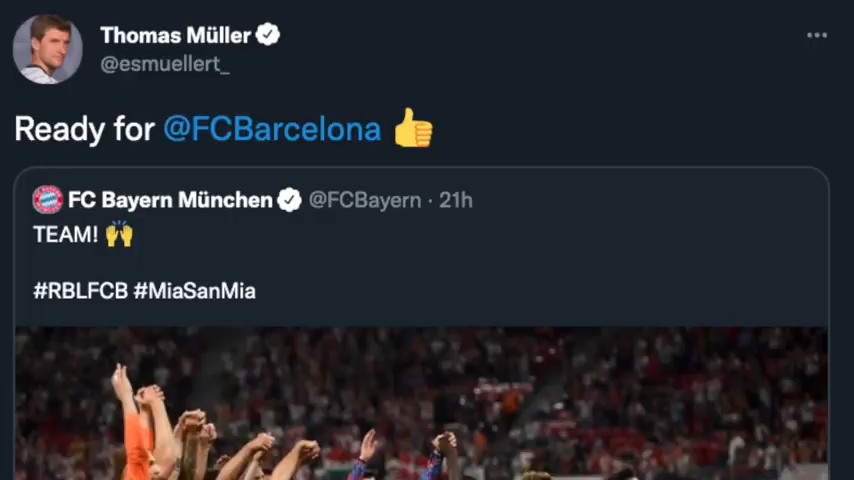 Thomas Müller
@esmuellert_
Ready for @FCBarcelona 👍
FC Bayern München @FCBayern · 21h
TEAM! 🙌
#RBLFCB #MiaSanMia